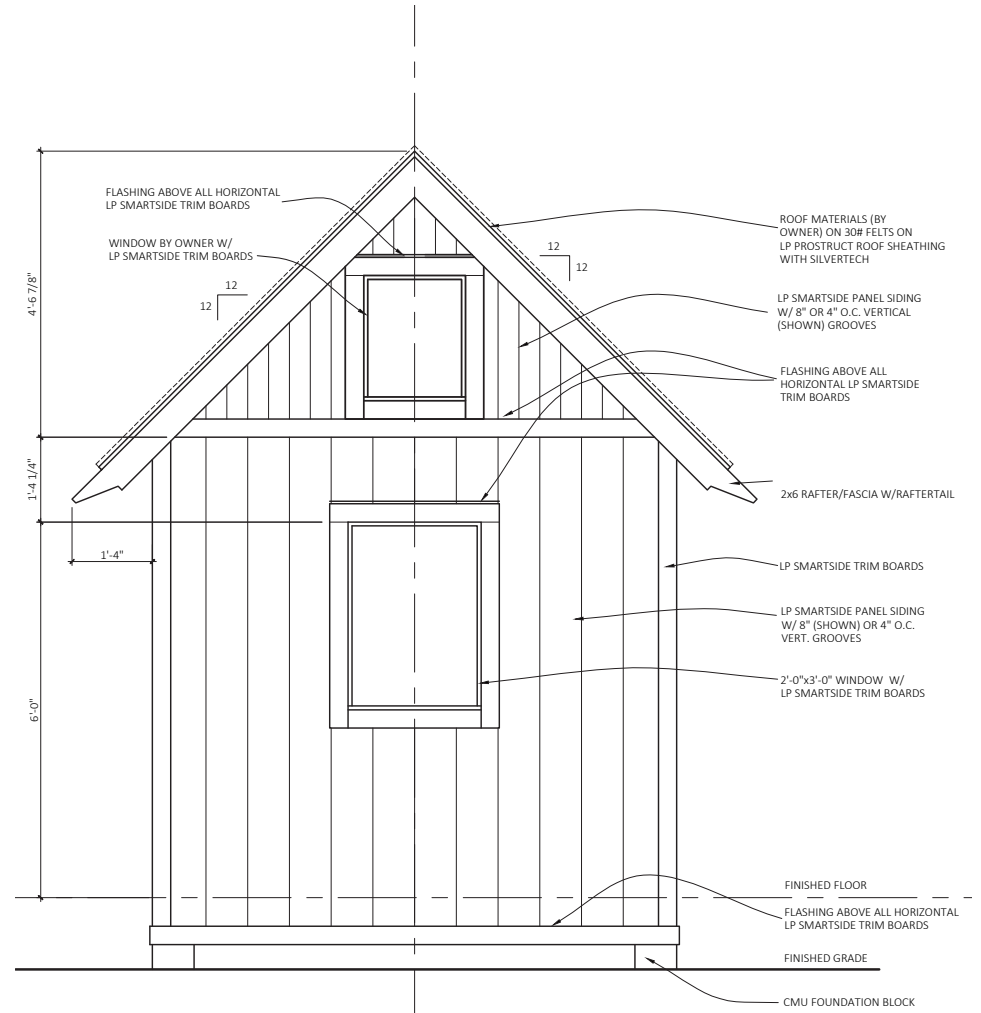 FLASHING ABOVE ALL HORIZONTAL
LP SMARTSIDE TRIM BOARDS
WINDOW BY OWNER W/
LP SMARTSIDE TRIM BOARDS
12
12
12
12
ROOF MATERIALS (BY
OWNER) ON 30# FELTS ON
LP PROSTRUCT ROOF SHEATHING
WITH SILVERTECH
LP SMARTSIDE PANEL SIDING
W/ 8" OR 4" O.C. VERTICAL
(SHOWN) GROOVES
FLASHING ABOVE ALL
HORIZONTAL LP SMARTSIDE
TRIM BOARDS
4'-6 7/8"
1'-4 1/4"
1'-4"
6'-0"
2x6 RAFTER/FASCIA W/RAFTERTAIL
LP SMARTSIDE TRIM BOARDS
LP SMARTSIDE PANEL SIDING
W/ 8" (SHOWN) OR 4" O.C.
VERT. GROOVES
2'-0"x3'-0" WINDOW W/
LP SMARTSIDE TRIM BOARDS
FINISHED FLOOR
FLASHING ABOVE ALL HORIZONTAL
LP SMARTSIDE TRIM BOARDS
FINISHED GRADE
CMU FOUNDATION BLOCK